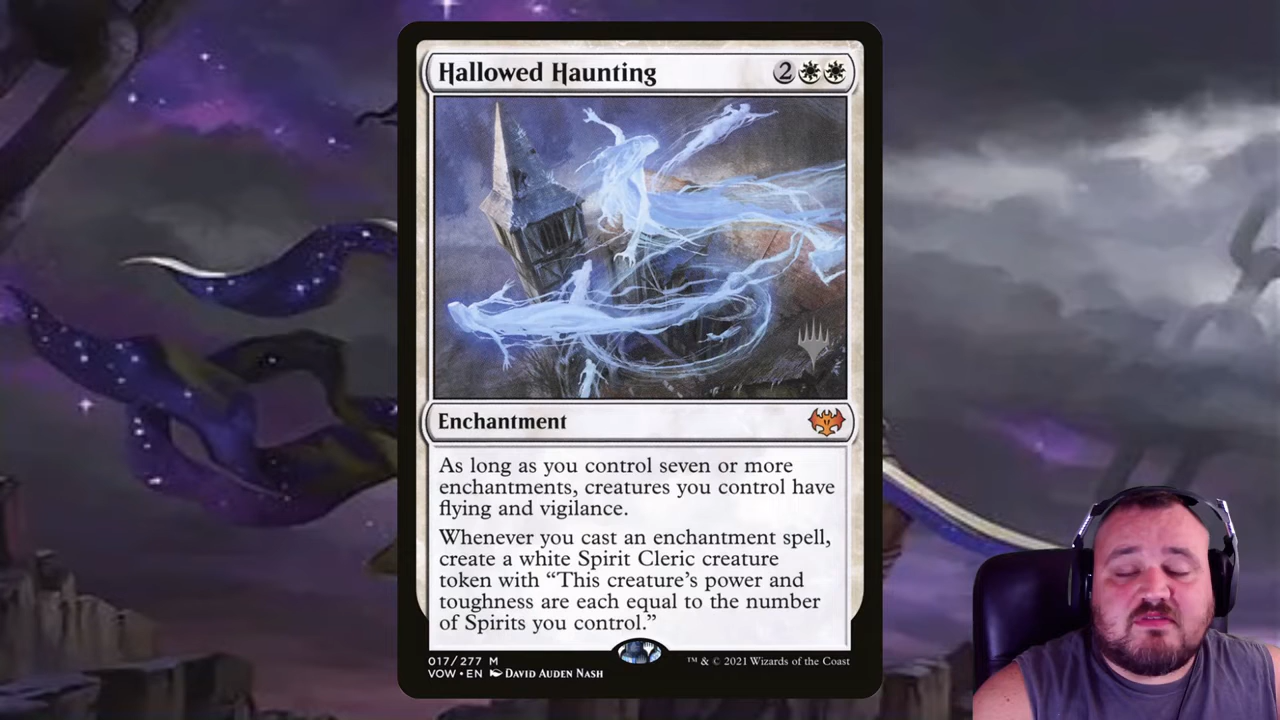 Hallowed Haunting
2
Enchantment
As long as you control seven or more
enchantments, creatures you control have
flying and vigilance.
Whenever you cast an enchantment spell,
create a white Spirit Cleric creature
token with “This creature’s power and
toughness are each equal to the number
of Spirits you control.”
017/277 M
VOW • EN DAVID AUDEN NASH
™ & © 2021 Wizards of the Coast